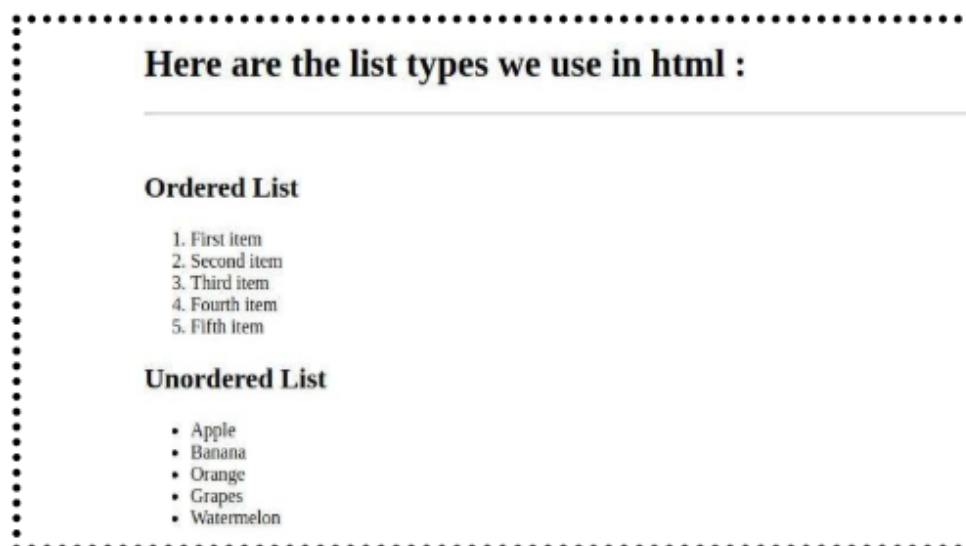 Here are the list types we use in html :
Ordered List
1. First item
2. Second item
3. Third item
4. Fourth item
5. Fifth item
Unordered List
• Apple
• Banana
• Orange
• Grapes
• Watermelon